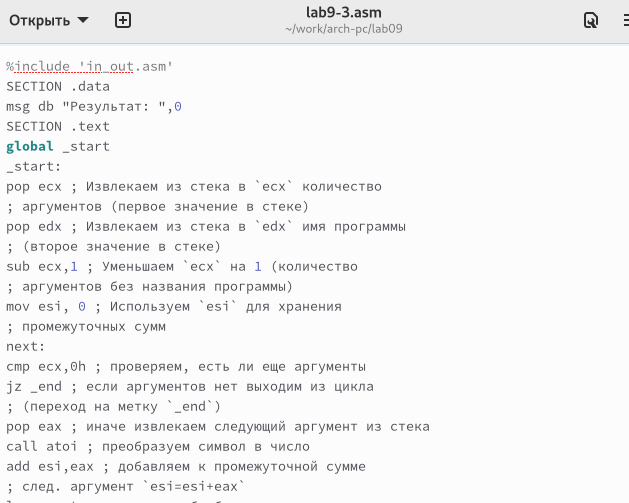 Открыть
lab9-3.asm
~/work/arch-pc/lab09
%include 'in_out.asm'
SECTION .data
msg db "Результат: ",0
SECTION .text
global _start
_start:
pop ecx ; Извлекаем из стека в `ecx` количество
; аргументов (первое значение в стеке)
pop edx ; Извлекаем из стека в `edx` имя программы
; (второе значение в стеке)
sub ecx,1 ; Уменьшаем `ecx` на 1 (количество
; аргументов без названия программы)
mov esi, 0 ; Используем `esi` для хранения
; промежуточных сумм
next:
cmp ecx,0h ; проверяем, есть ли еще аргументы
jz _end ; если аргументов нет выходим из цикла
; (переход на метку `_end`)
pop eax ; иначе извлекаем следующий аргумент из стека
call atoi ; преобразуем символ в число
add esi,eax ; добавляем к промежуточной сумме
; след. аргумент `esi=esi+eax`